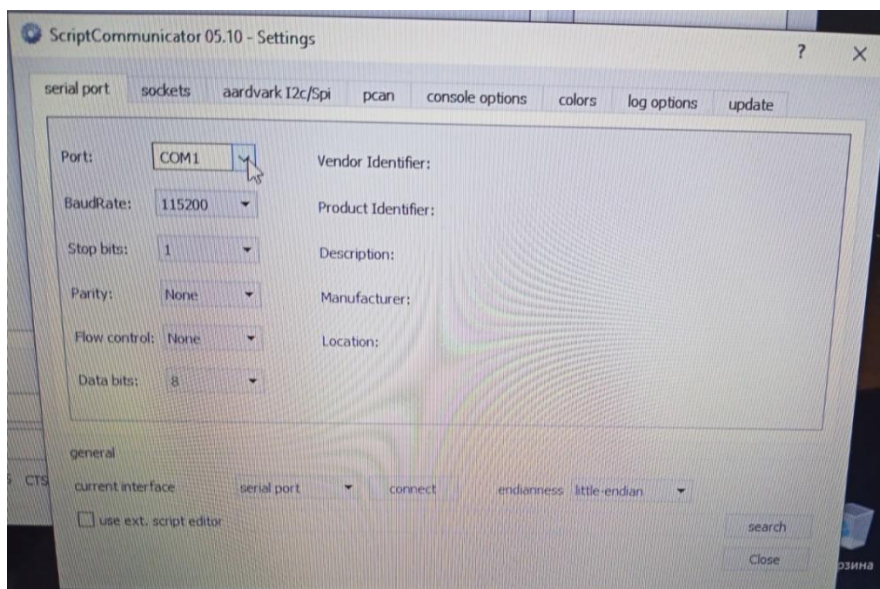 ScriptCommunicator 05.10 - Settings
?
serial port sockets aardvark I2c/Spi pcan console options colors log options update
Port: COM1 Vendor Identifier:
BaudRate: 115200 Product Identifier:
Stop bits: 1 Description:
Parity: None Manufacturer:
Flow control: None Location:
Data bits: 8
general
CTS
current interface serial port connect endianness little-endian
use ext. script editor
search
Close